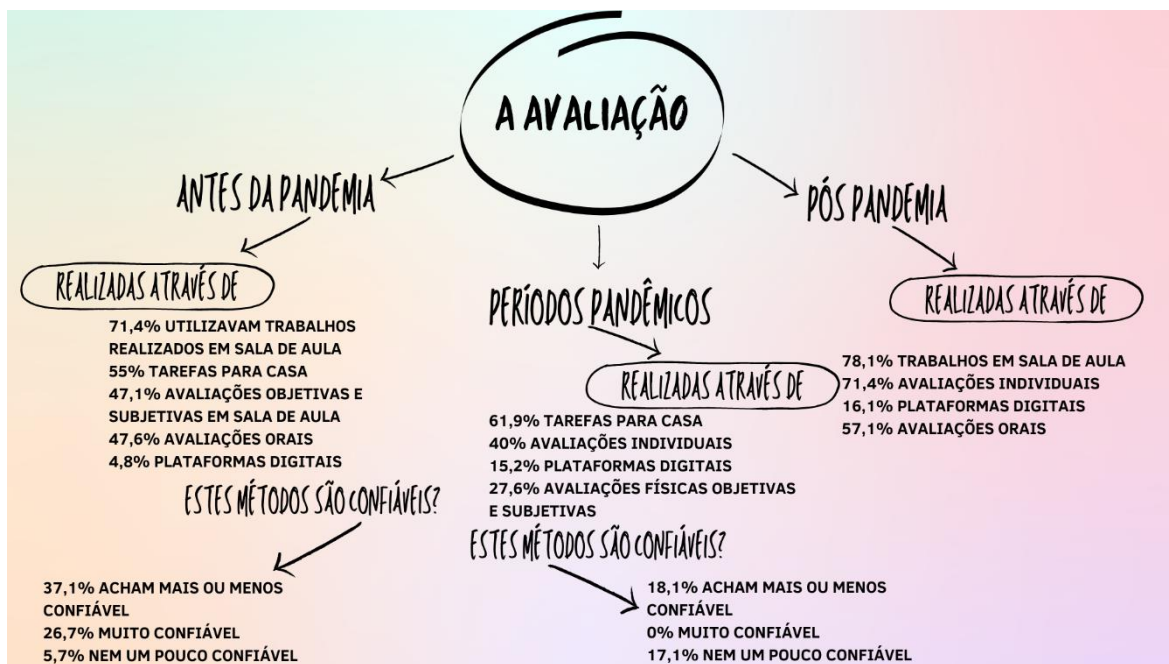 A AVALIAÇÃO
ANTES DA PANDEMIA
REALIZADAS ATRAVÉS DE
71,4% UTILIZAVAM TRABALHOS
REALIZADOS EM SALA DE AULA
55% TAREFAS PARA CASA
47,1% AVALIAÇÕES OBJETIVAS E
SUBJETIVAS EM SALA DE AULA
47,6% AVALIAÇÕES ORAIS
4,8% PLATAFORMAS DIGITAIS
ESTES MÉTODOS SÃO CONFIÁVEIS?
37,1% ACHAM MAIS OU MENOS
CONFIÁVEL
26,7% MUITO CONFIÁVEL
5,7% NEM UM POUCO CONFIÁVEL
PERÍODOS PANDÊMICOS
REALIZADAS ATRAVÉS DE
61,9% TAREFAS PARA CASA
40% AVALIAÇÕES INDIVIDUAIS
15,2% PLATAFORMAS DIGITAIS
27,6% AVALIAÇÕES FÍSICAS OBJETIVAS
E SUBJETIVAS
ESTES MÉTODOS SÃO CONFIÁVEIS?
18,1% ACHAM MAIS OU MENOS
CONFIÁVEL
0% MUITO CONFIÁVEL
17,1% NEM UM POUCO CONFIÁVEL
PÓS PANDEMIA
REALIZADAS ATRAVÉS DE
78,1% TRABALHOS EM SALA DE AULA
71,4% AVALIAÇÕES INDIVIDUAIS
16,1% PLATAFORMAS DIGITAIS
57,1% AVALIAÇÕES ORAIS